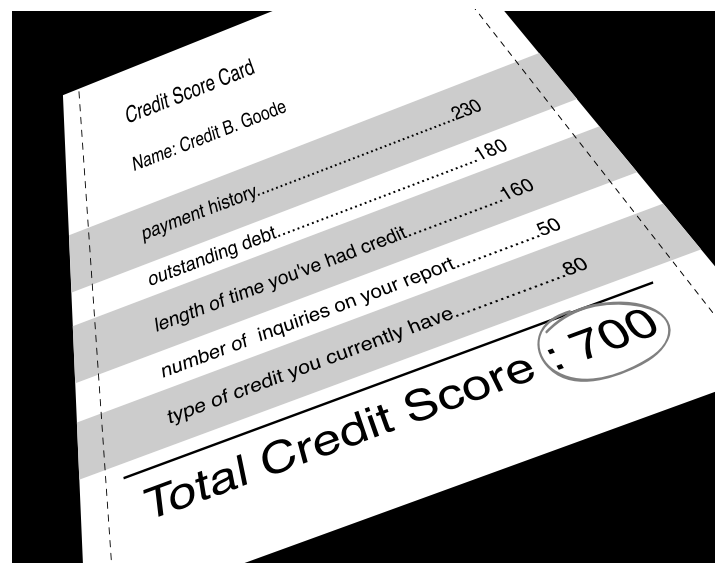 Credit Score Card
Name: Credit B. Goode
payment history..............................................230
outstanding debt..............................................180
length of time you've had credit.....................160
number of  inquiries on your report...............50
type of credit you currently have....................80
Total Credit Score : 700